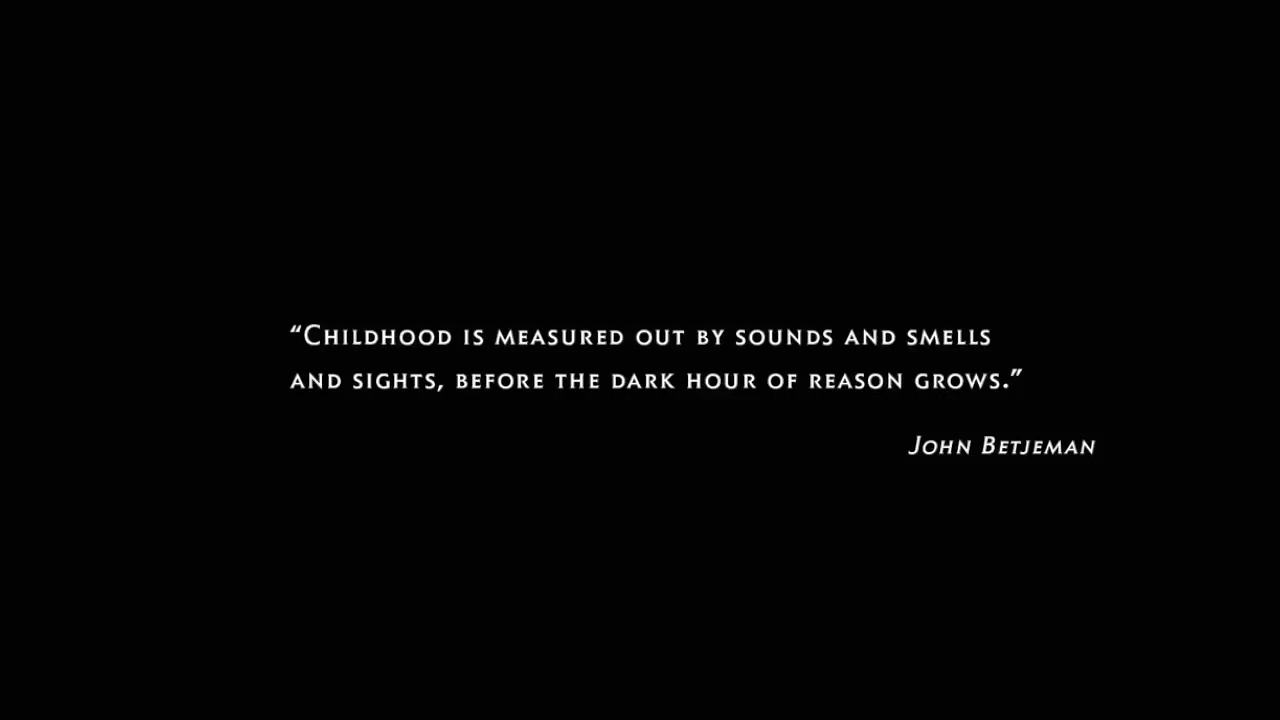 “Childhood is measured out by sounds and smells
and sights, before the dark hour of reason grows.”
John Betjeman